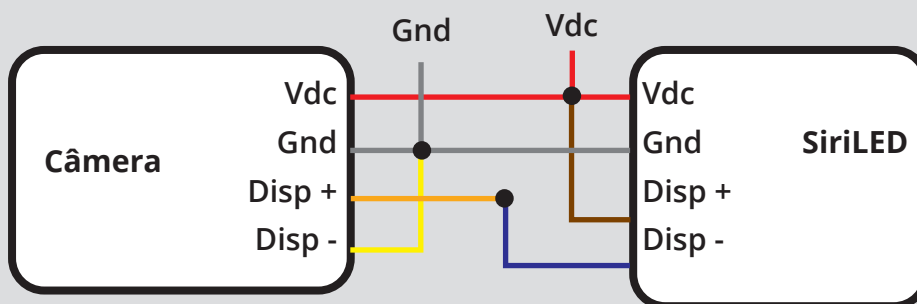 Gnd
Vdc
Câmera
Vdc
Gnd
Disp +
Disp -
Vdc
Gnd
Disp +
Disp -
SiriLED